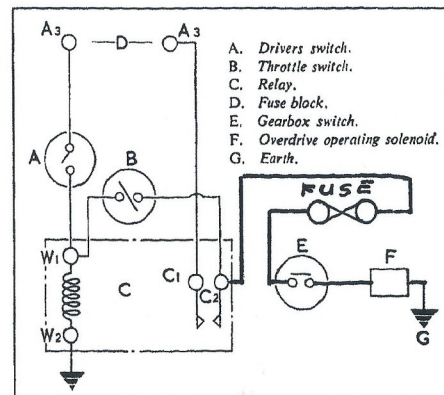 A3 D A3
A. Drivers switch.
B. Throttle switch.
C. Relay.
D. Fuse block.
E. Gearbox switch.
F. Overdrive operating solenoid.
G. Earth.
A
B
FUSE
W1
C
C1
C2
E
F
W2
G